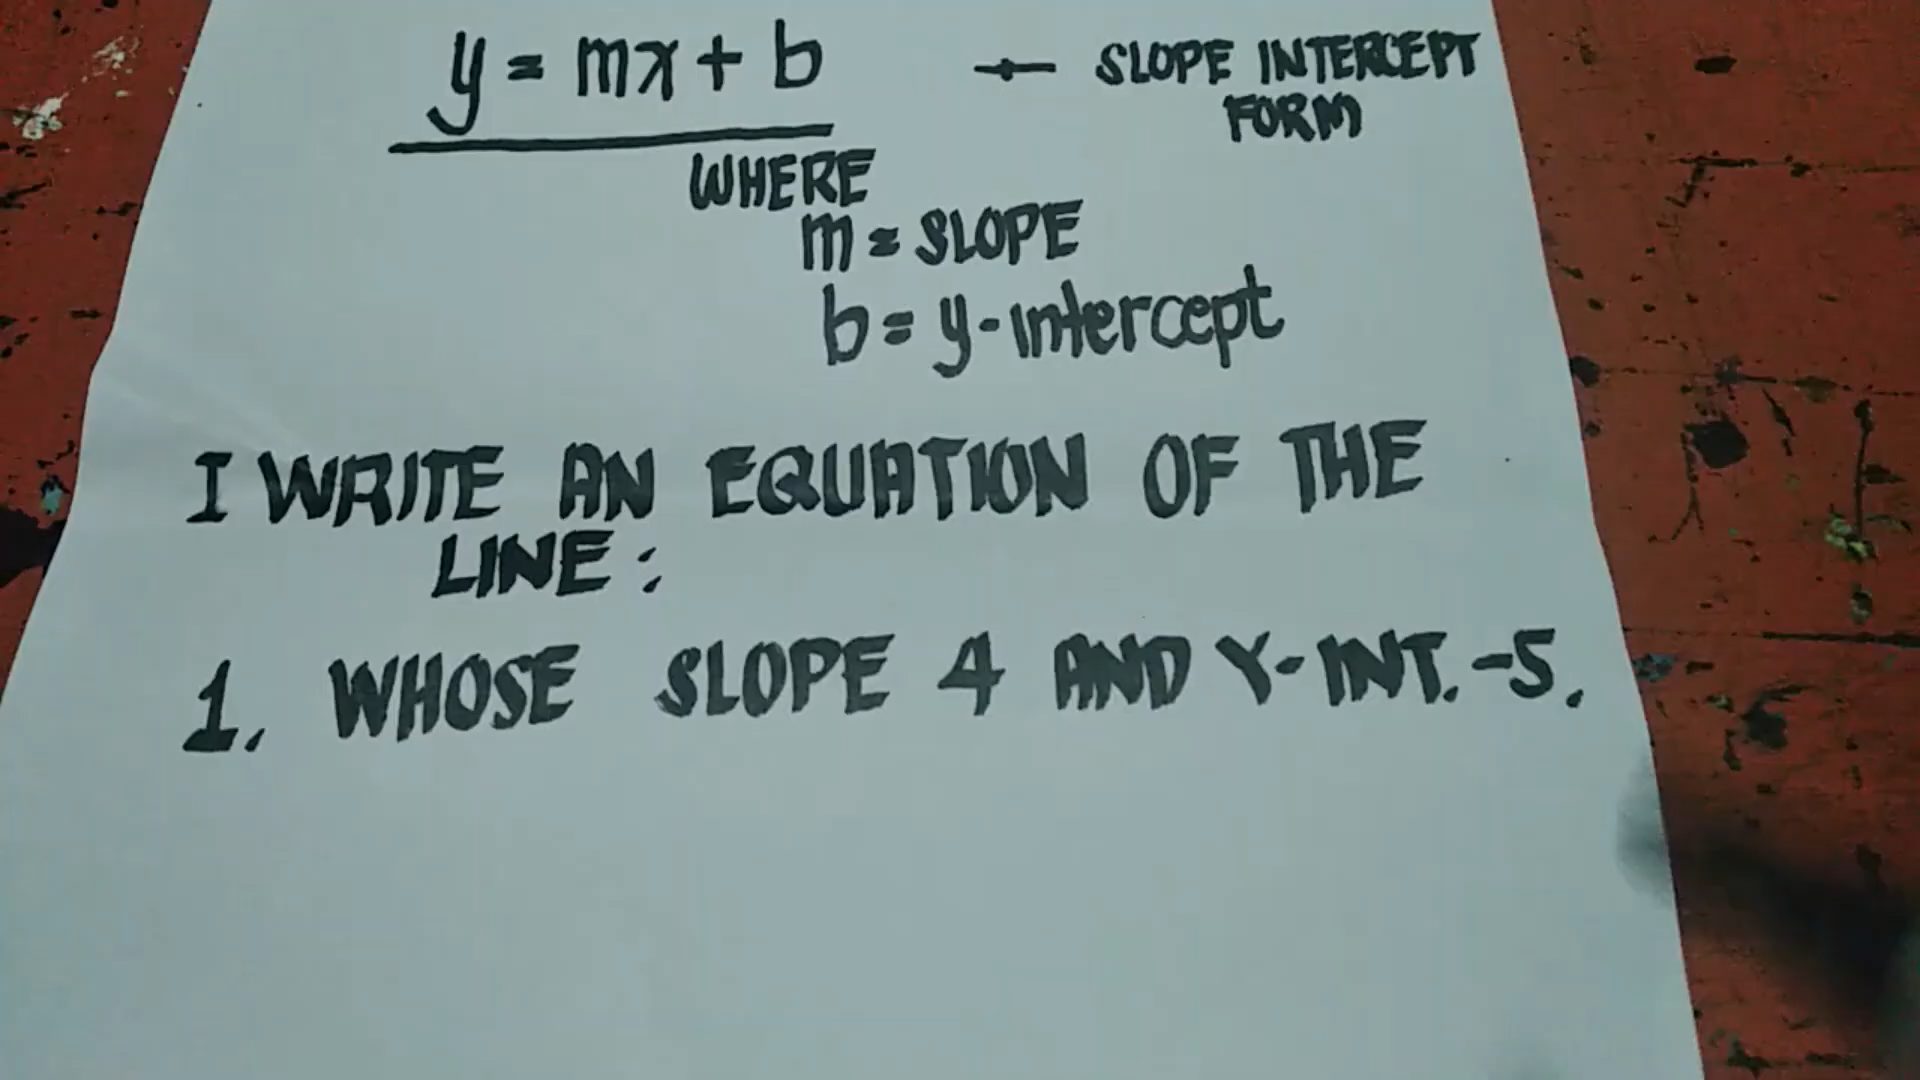 y = mx + b ← SLOPE INTERCEPT
FORM
WHERE
m = SLOPE
b = y-intercept
I WRITE AN EQUATION OF THE
LINE:
1. WHOSE SLOPE 4 AND Y-INT. -5.